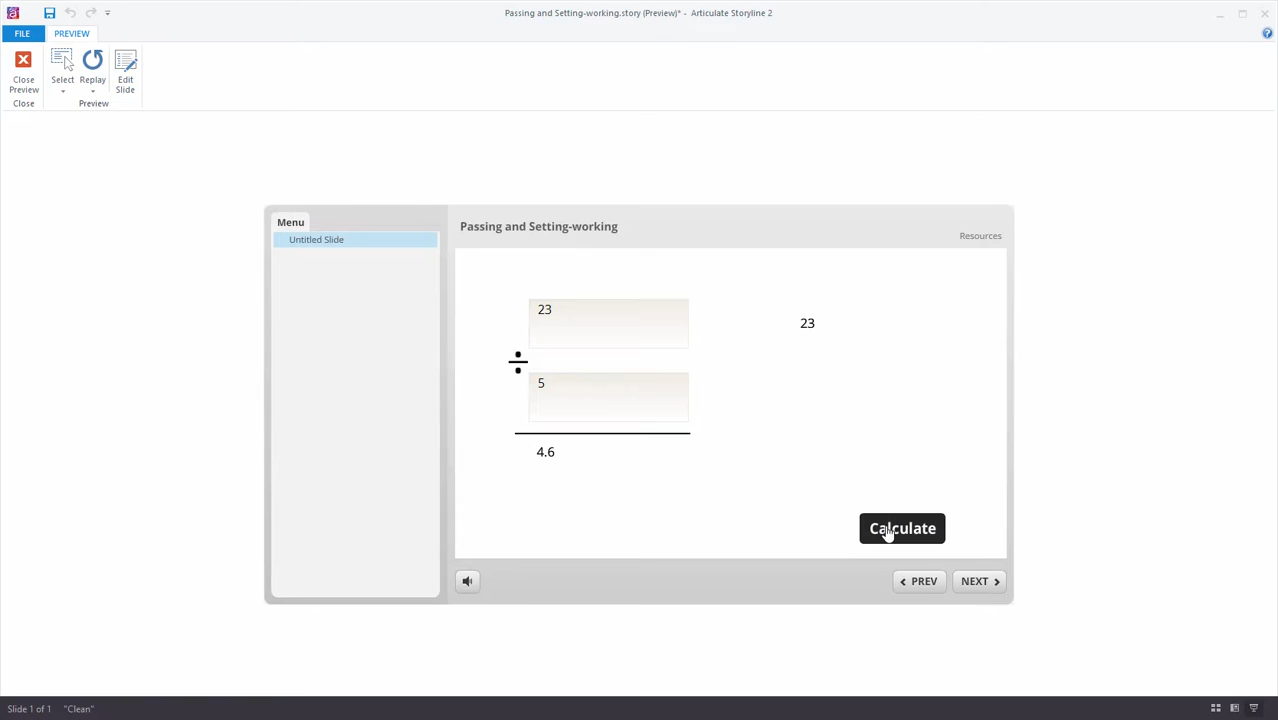 Passing and Setting-working.story (Preview)* - Articulate Storyline 2
FILE
PREVIEW
Close
Preview
Select
Replay
Edit
Slide
Close
Preview
Menu
Untitled Slide
Passing and Setting-working
Resources
23
23
÷
5
4.6
Calculate
PREV
NEXT
Slide 1 of 1
"Clean"